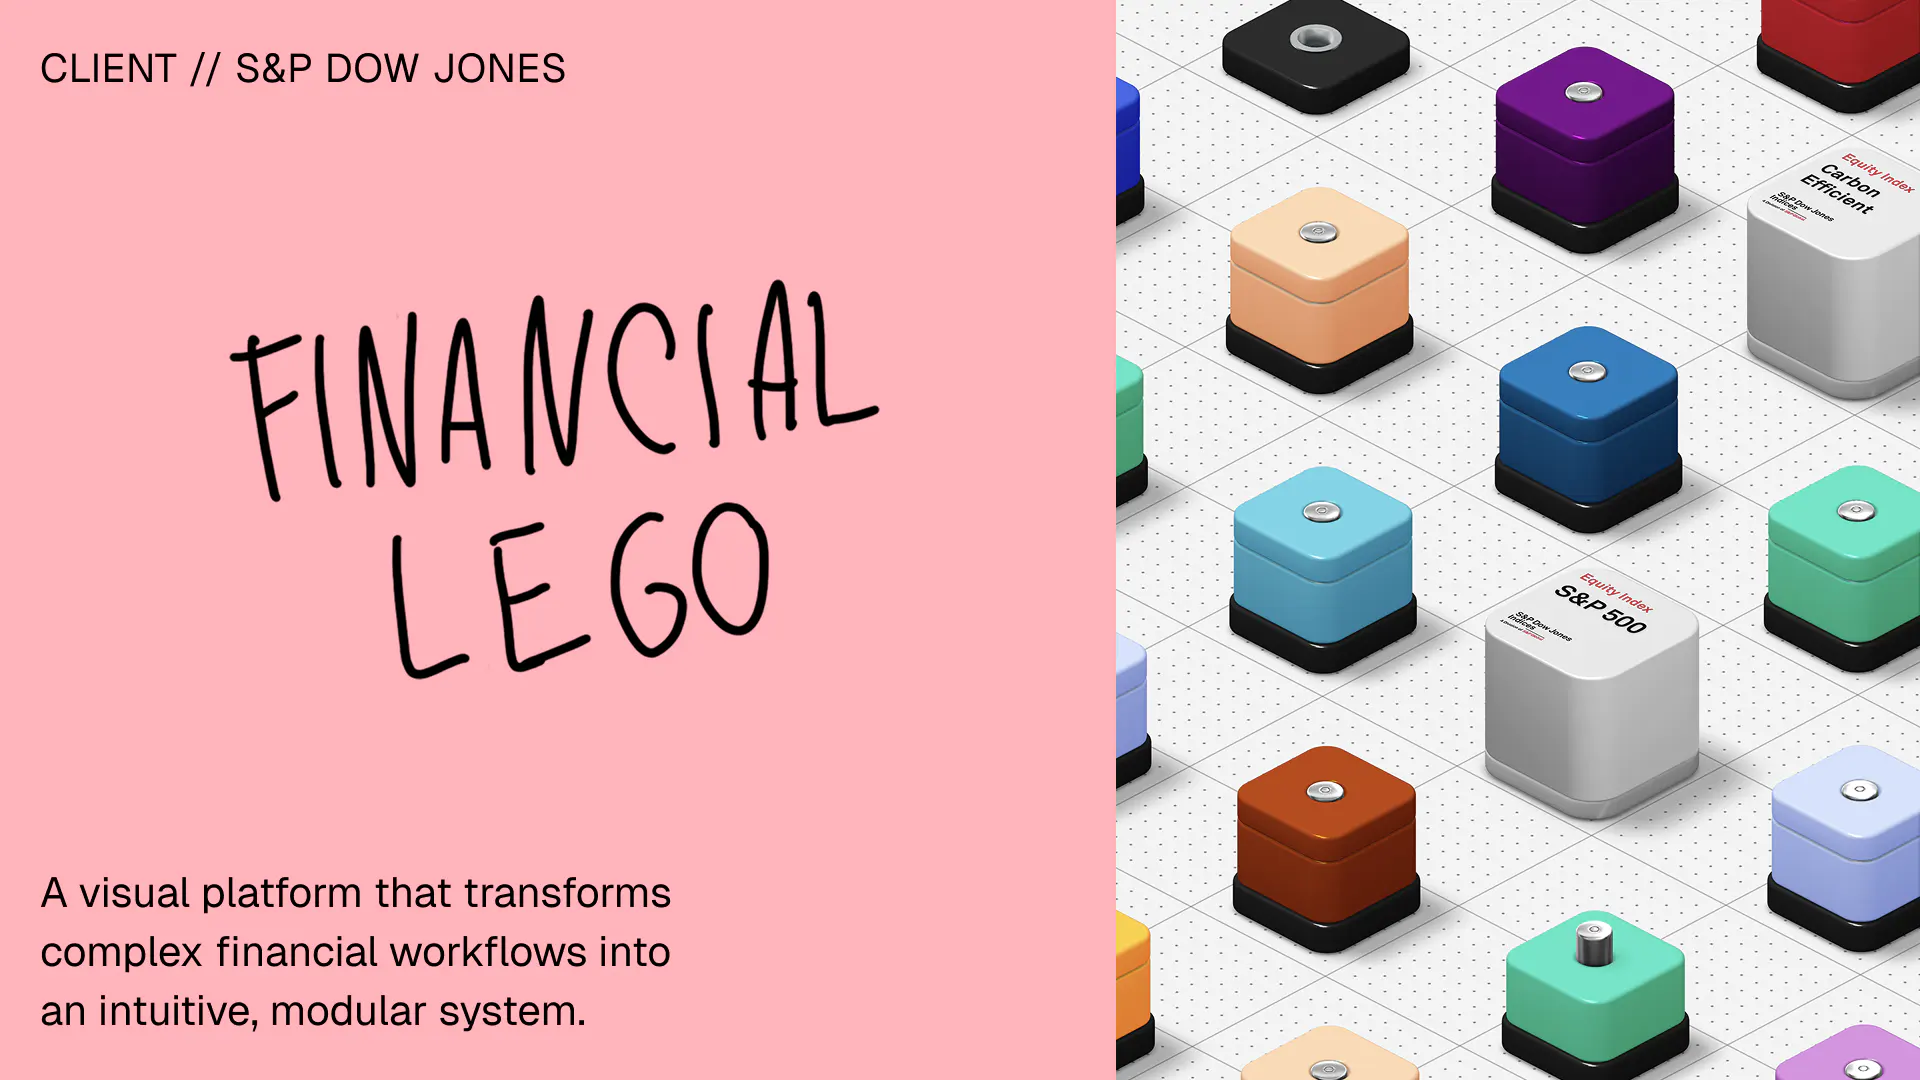 CLIENT // S&P DOW JONES
FINANCIAL
LEGO
A visual platform that transforms
complex financial workflows into
an intuitive, modular system.
Equity Index
Carbon
Efficient
S&P Dow Jones
Indices
Equity Index
S&P 500
S&P Dow Jones
Indices